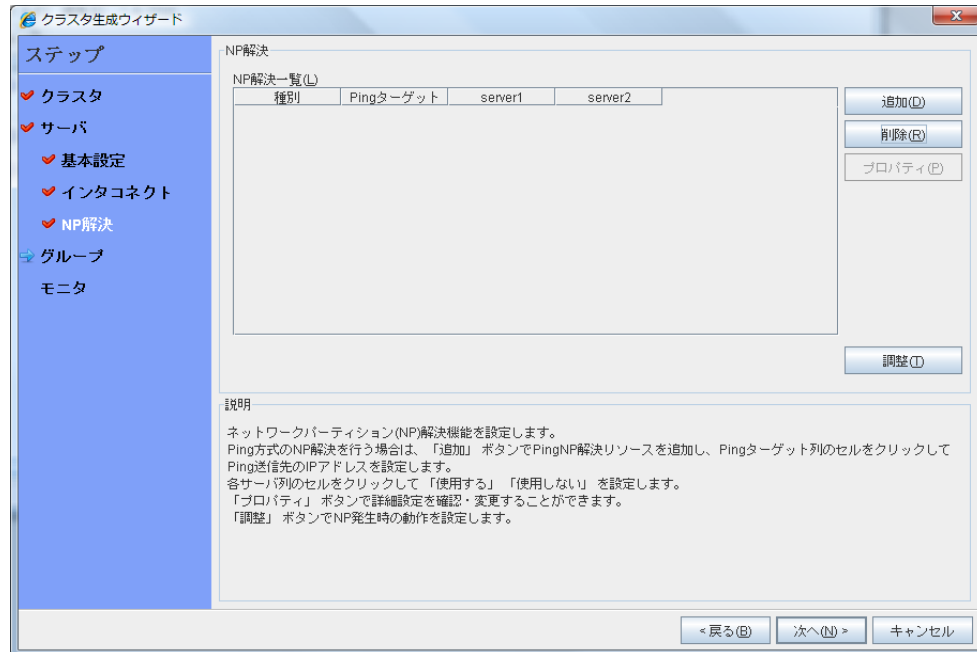 クラスタ生成ウィザード
ステップ
クラスタ
サーバ
基本設定
インタコネクト
NP解決
グループ
モニタ
NP解決
NP解決一覧(L)
種別 Pingターゲット server1 server2
追加(D)
削除(R)
プロパティ(P)
調整(T)
説明
ネットワークパーティション(NP)解決機能を設定します。
Ping方式のNP解決を行う場合は、「追加」 ボタンでPingNP解決リソースを追加し、Pingターゲット列のセルをクリックして
Ping送信先のIPアドレスを設定します。
各サーバ列のセルをクリックして 「使用する」 「使用しない」 を設定します。
「プロパティ」 ボタンで詳細設定を確認・変更することができます。
「調整」 ボタンでNP発生時の動作を設定します。
<戻る(B) 次へ(N)> キャンセル